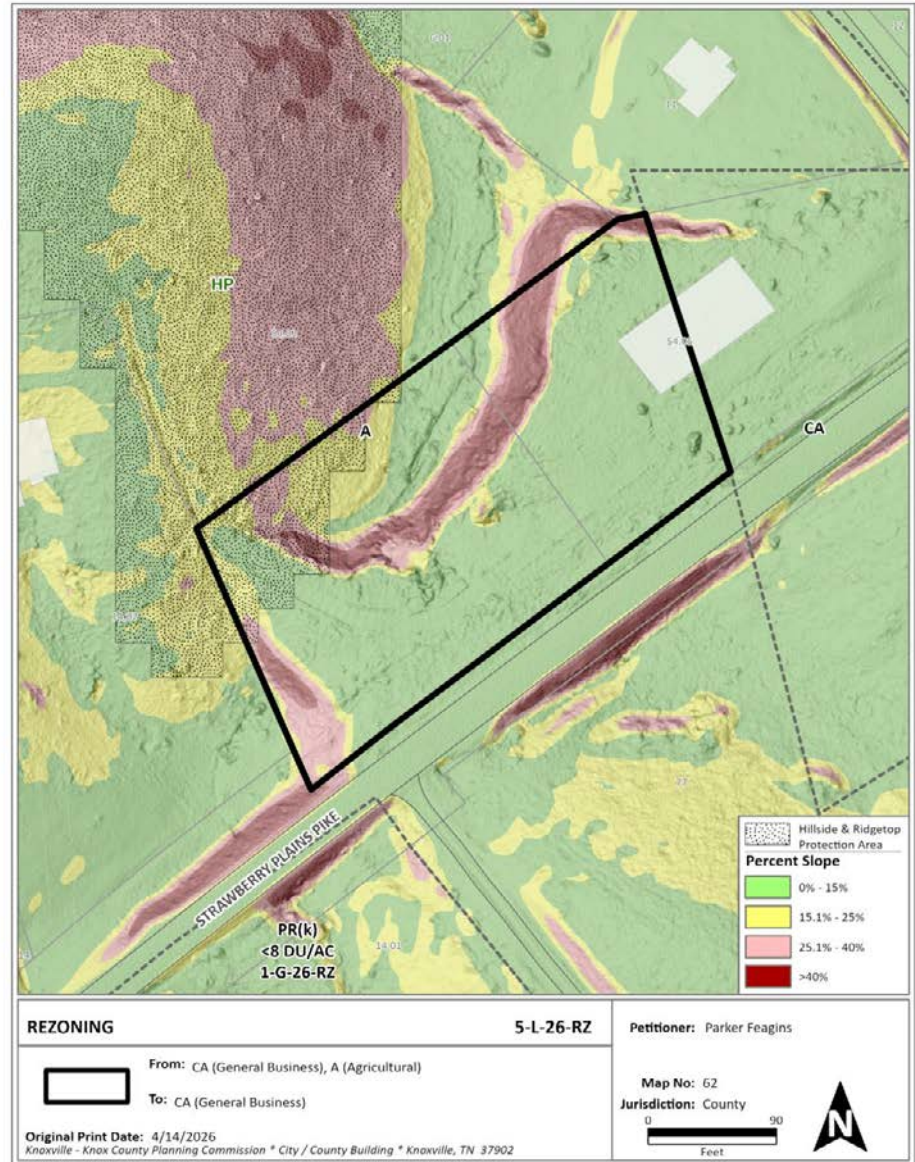 HP
A
CA
STRAWBERRY PLAINS PIKE
PR(k)
<8 DU/AC
1-G-26-RZ
14.01
Hillside & Ridgetop
Protection Area
Percent Slope
0% - 15%
15.1% - 25%
25.1% - 40%
>40%
REZONING
5-L-26-RZ
From: CA (General Business), A (Agricultural)
To: CA (General Business)
Original Print Date: 4/14/2026
Knoxville - Knox County Planning Commission * City / County Building * Knoxville, TN 37902
Petitioner: Parker Feagins
Map No: 62
Jurisdiction: County
0 90
Feet
N